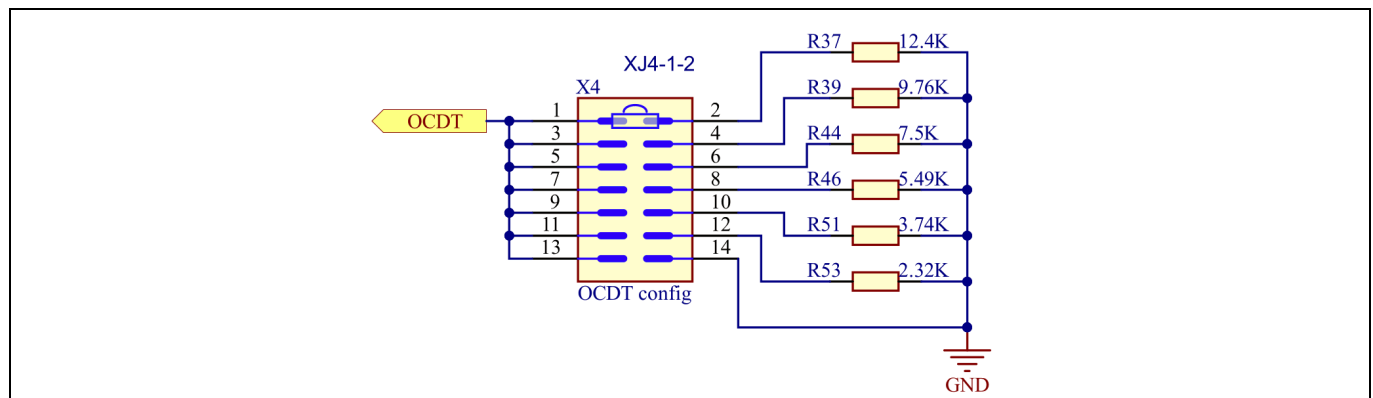 R37 12.4K
XJ4-1-2
X4
R39 9.76K
OCDT
1 2
3 4
R44 7.5K
5 6
7 8
R46 5.49K
9 10
11 12
R51 3.74K
13 14
R53 2.32K
OCDT config
GND